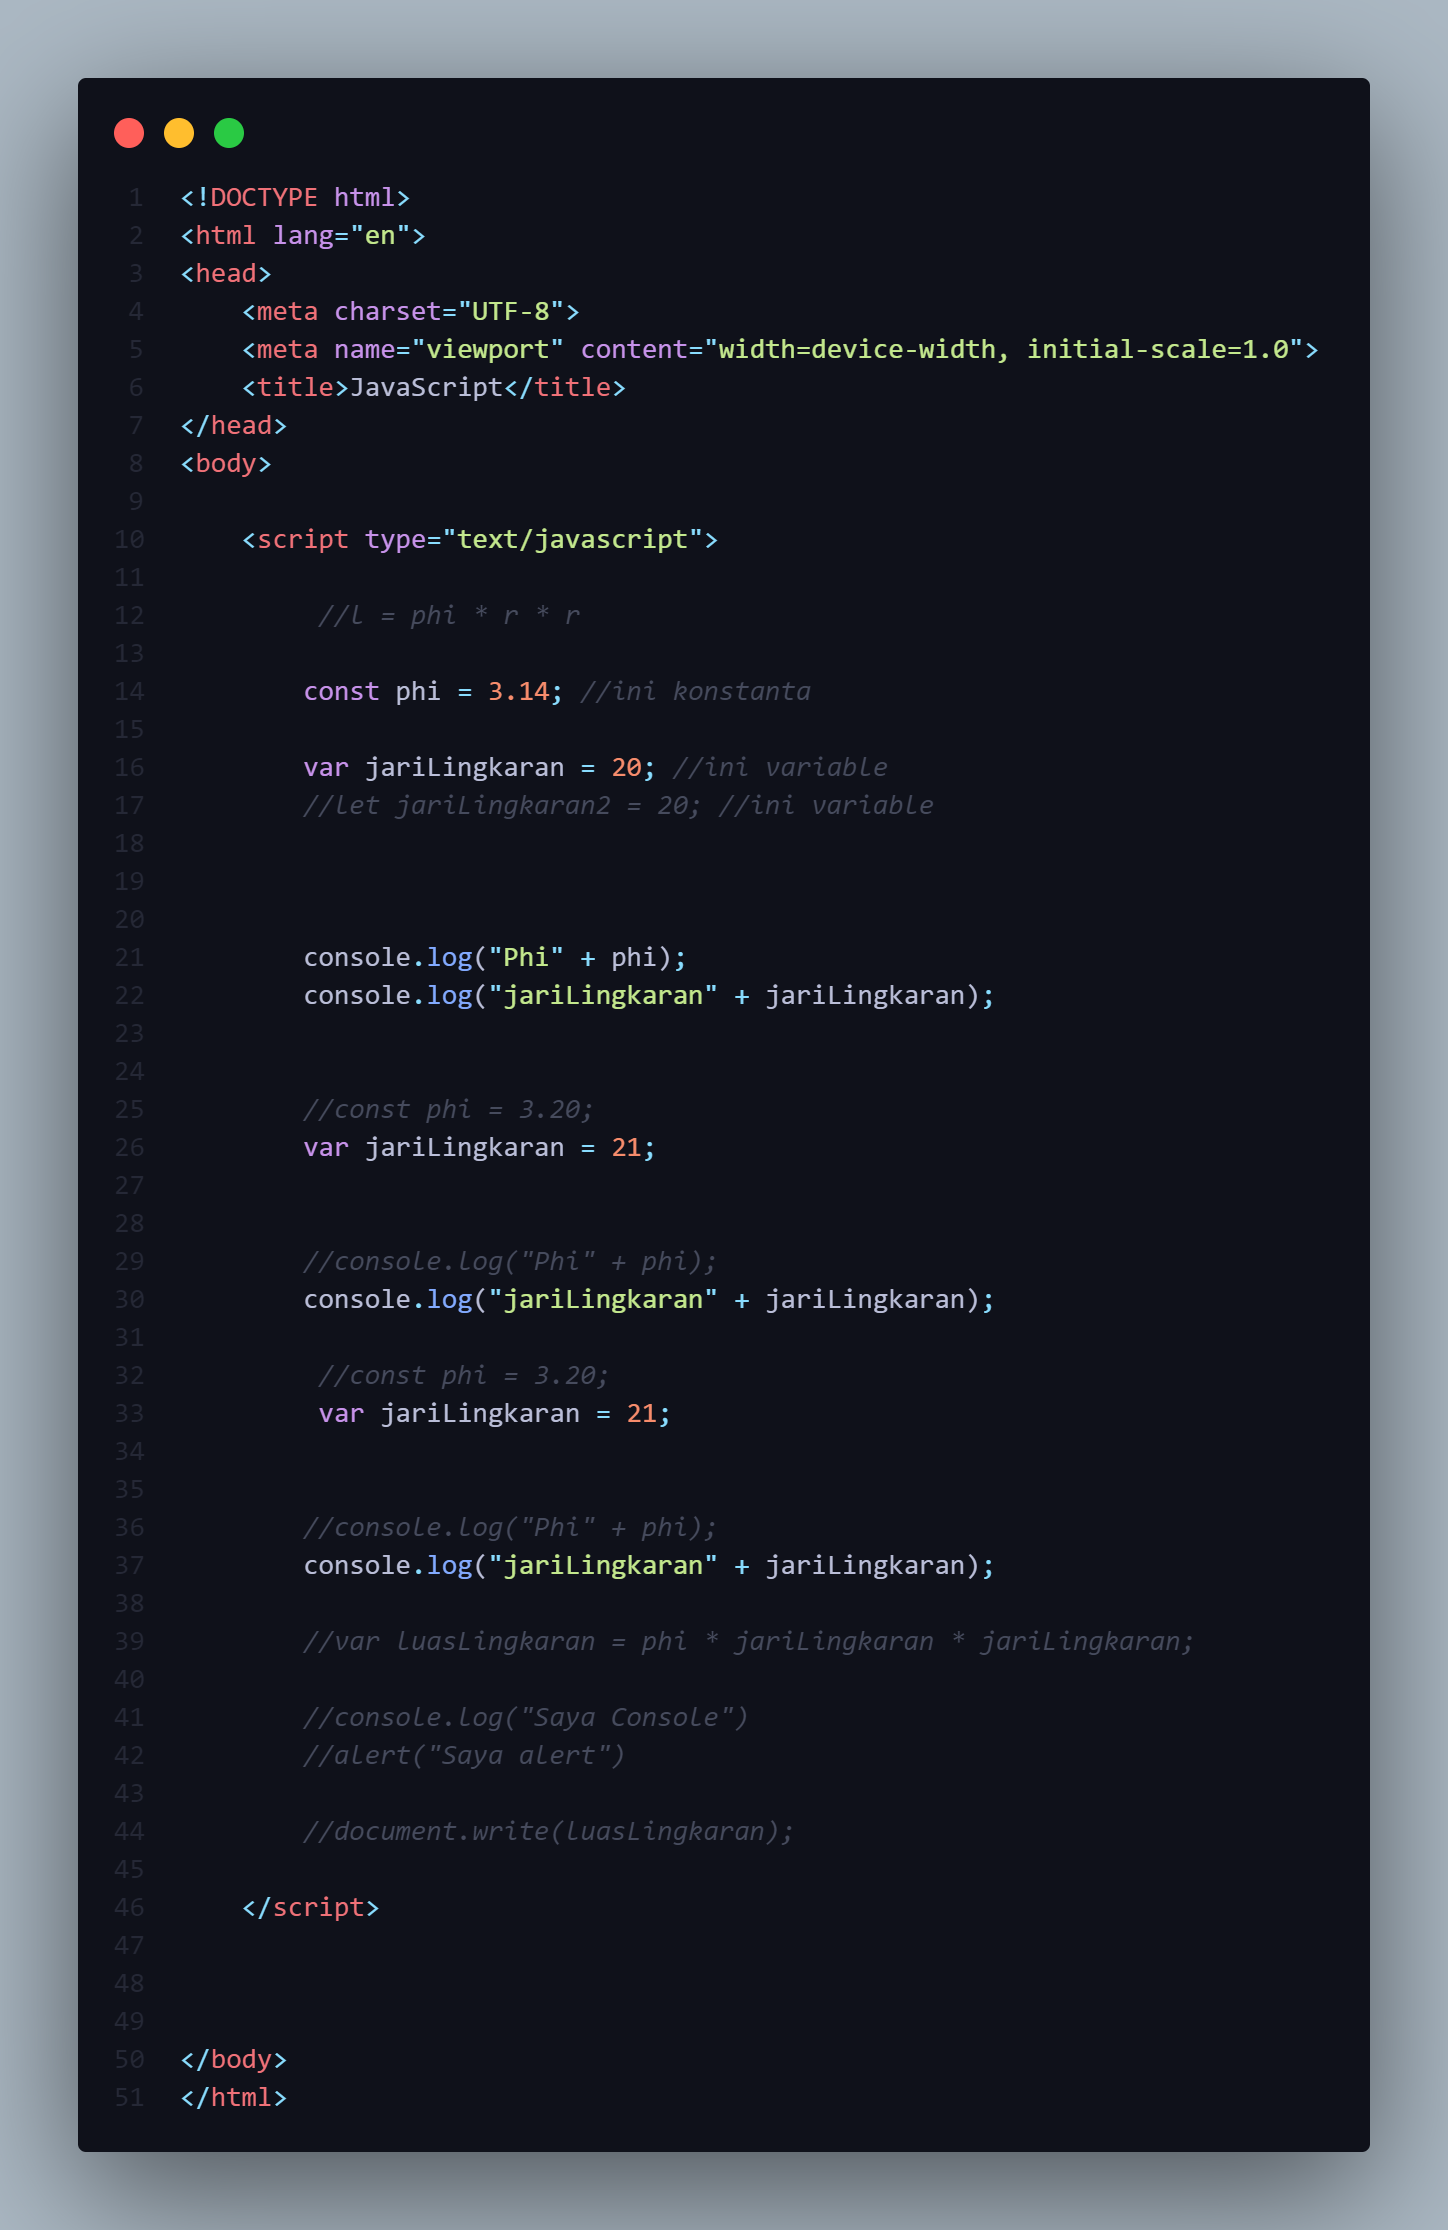 1 <!DOCTYPE html>
2 <html lang="en">
3 <head>
4     <meta charset="UTF-8">
5     <meta name="viewport" content="width=device-width, initial-scale=1.0">
6     <title>JavaScript</title>
7 </head>
8 <body>
9
10     <script type="text/javascript">
11
12          //l = phi * r * r
13
14         const phi = 3.14; //ini konstanta
15
16         var jariLingkaran = 20; //ini variable
17         //let jariLingkaran2 = 20; //ini variable
18
19
20
21         console.log("Phi" + phi);
22         console.log("jariLingkaran" + jariLingkaran);
23
24
25         //const phi = 3.20;
26         var jariLingkaran = 21;
27
28
29         //console.log("Phi" + phi);
30         console.log("jariLingkaran" + jariLingkaran);
31
32          //const phi = 3.20;
33          var jariLingkaran = 21;
34
35
36         //console.log("Phi" + phi);
37         console.log("jariLingkaran" + jariLingkaran);
38
39         //var luasLingkaran = phi * jariLingkaran * jariLingkaran;
40
41         //console.log("Saya Console")
42         //alert("Saya alert")
43
44         //document.write(luasLingkaran);
45
46     </script>
47
48
49
50 </body>
51 </html>